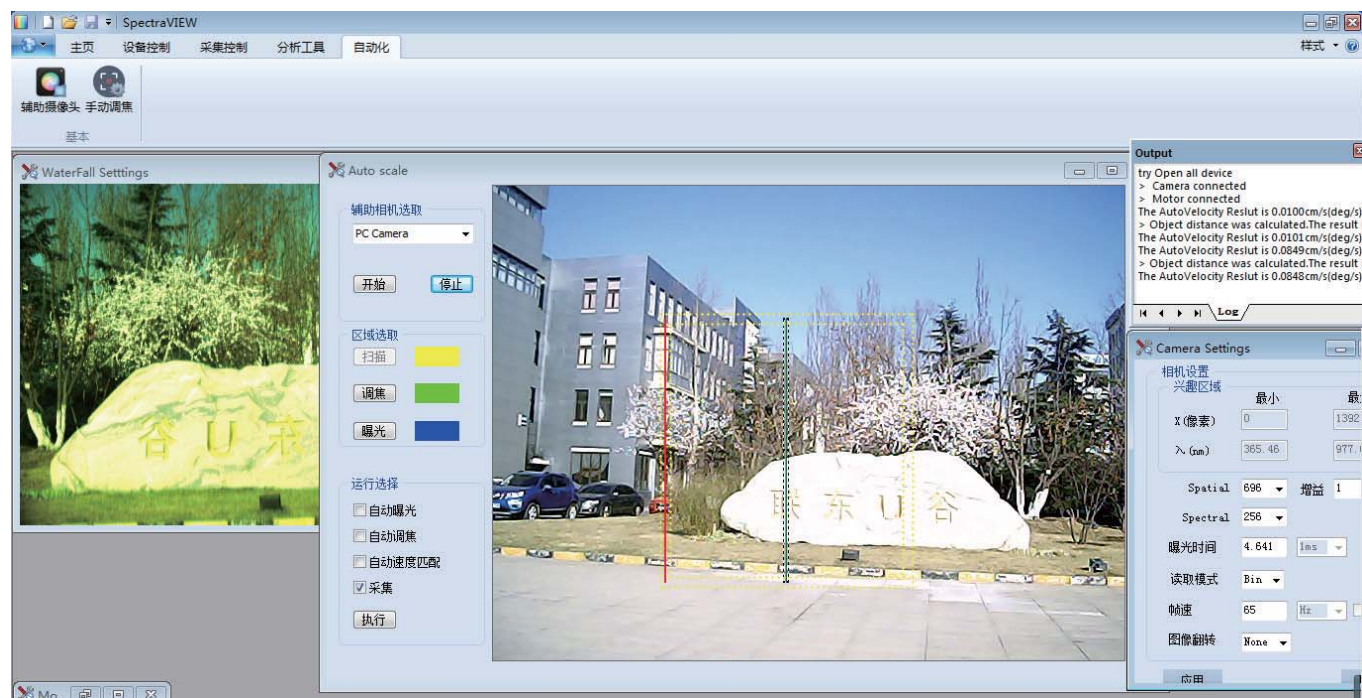 SpectraVIEW
主页 设备控制 采集控制 分析工具 自动化 样式
辅助摄像头 手动调焦
基本
WaterFall Setttings
谷 U 东
Auto scale
辅助相机选取
PC Camera
开始 停止
区域选取
扫描
调焦
曝光
运行选择
自动曝光
自动调焦
自动速度匹配
采集
执行
联 东 U 谷
Output
try Open all device
> Camera connected
> Motor connected
The AutoVelocity Reslut is 0.0100cm/s(deg/s)
> Object distance was calculated.The result
The AutoVelocity Reslut is 0.0101cm/s(deg/s)
The AutoVelocity Reslut is 0.0849cm/s(deg/s)
> Object distance was calculated.The result
The AutoVelocity Reslut is 0.0848cm/s(deg/s)
Log
Camera Settings
相机设置
兴趣区域
最小 最
X(像素) 0 1392
λ(nm) 365.46 977.
Spatial 696 增益 1
Spectral 256
曝光时间 4.641 1ms
读取模式 Bin
帧速 65 Hz
图像翻转 None
应用
Mo